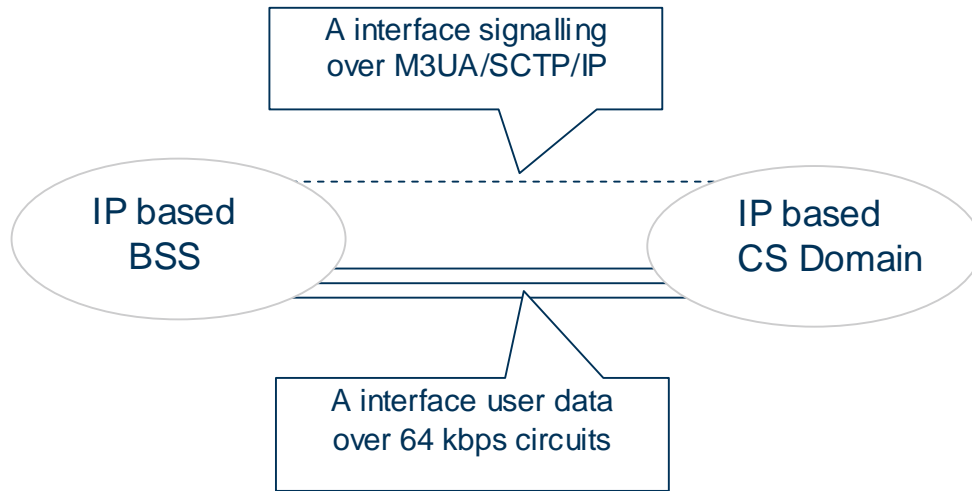 A interface signalling
over M3UA/SCTP/IP
IP based
BSS
IP based
CS Domain
A interface user data
over 64 kbps circuits